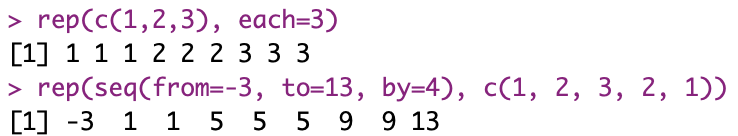 > rep(c(1,2,3), each=3)
[1] 1 1 1 2 2 2 3 3 3
> rep(seq(from=-3, to=13, by=4), c(1, 2, 3, 2, 1))
[1] -3  1  1  5  5  5  9  9 13